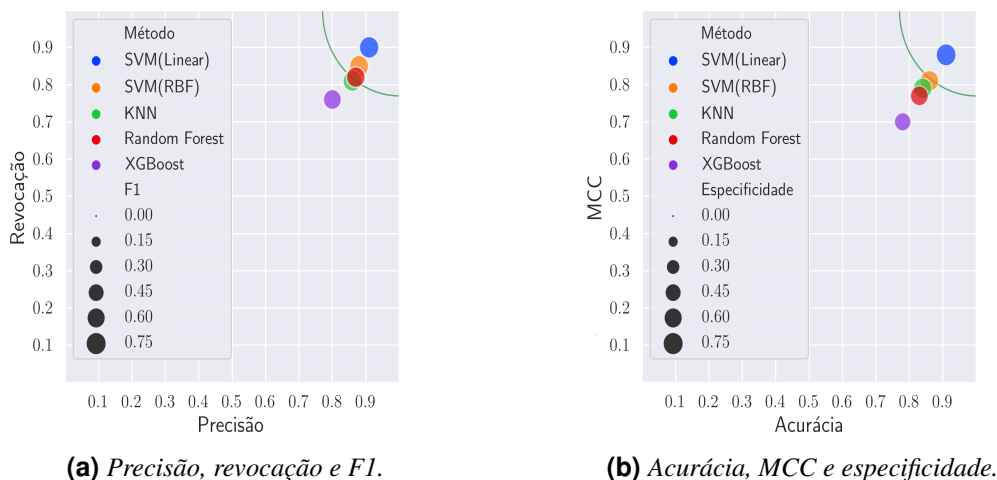 Método
SVM(Linear)
SVM(RBF)
KNN
Random Forest
XGBoost
F1
0.00
0.15
0.30
0.45
0.60
0.75
Revocação
0.9
0.8
0.7
0.6
0.5
0.4
0.3
0.2
0.1
0.1 0.2 0.3 0.4 0.5 0.6 0.7 0.8 0.9
Precisão
(a) Precisão, revocação e F1.
Método
SVM(Linear)
SVM(RBF)
KNN
Random Forest
XGBoost
Especificidade
0.00
0.15
0.30
0.45
0.60
0.75
MCC
0.9
0.8
0.7
0.6
0.5
0.4
0.3
0.2
0.1
0.1 0.2 0.3 0.4 0.5 0.6 0.7 0.8 0.9
Acurácia
(b) Acurácia, MCC e especificidade.